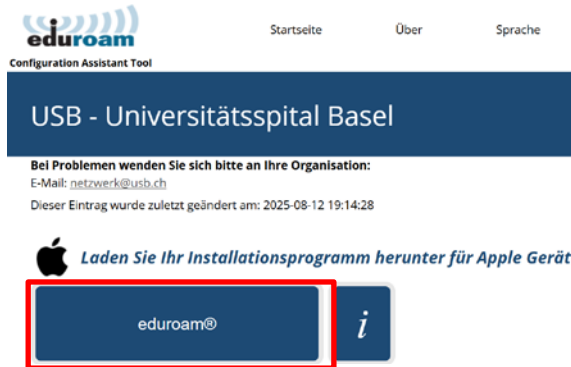 eduroam
Startseite Über Sprache
Configuration Assistant Tool
USB - Universitätsspital Basel
Bei Problemen wenden Sie sich bitte an Ihre Organisation:
E-Mail: netzwerk@usb.ch
Dieser Eintrag wurde zuletzt geändert am: 2025-08-12 19:14:28
Laden Sie Ihr Installationsprogramm herunter für Apple Gerät
eduroam® i